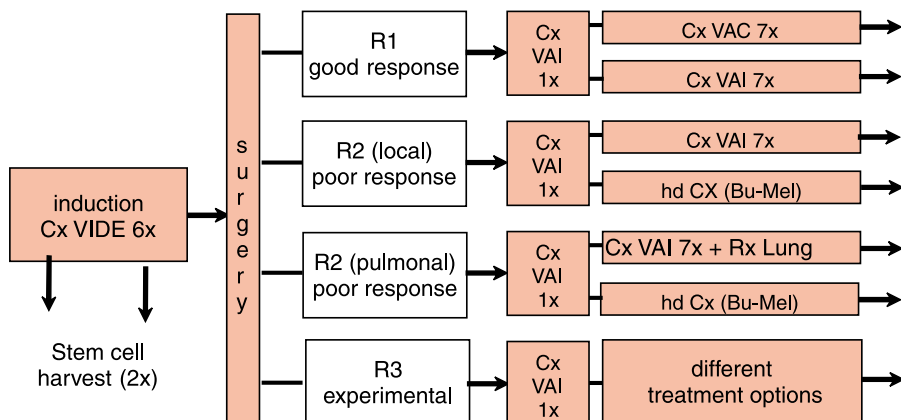 induction
Cx VIDE 6x
Stem cell
harvest (2x)
s
u
r
g
e
r
y
R1
good response
Cx
VAI
1x
Cx VAC 7x
Cx VAI 7x
R2 (local)
poor response
Cx
VAI
1x
Cx VAI 7x
hd CX (Bu-Mel)
R2 (pulmonal)
poor response
Cx
VAI
1x
Cx VAI 7x + Rx Lung
hd Cx (Bu-Mel)
R3
experimental
Cx
VAI
1x
different
treatment options